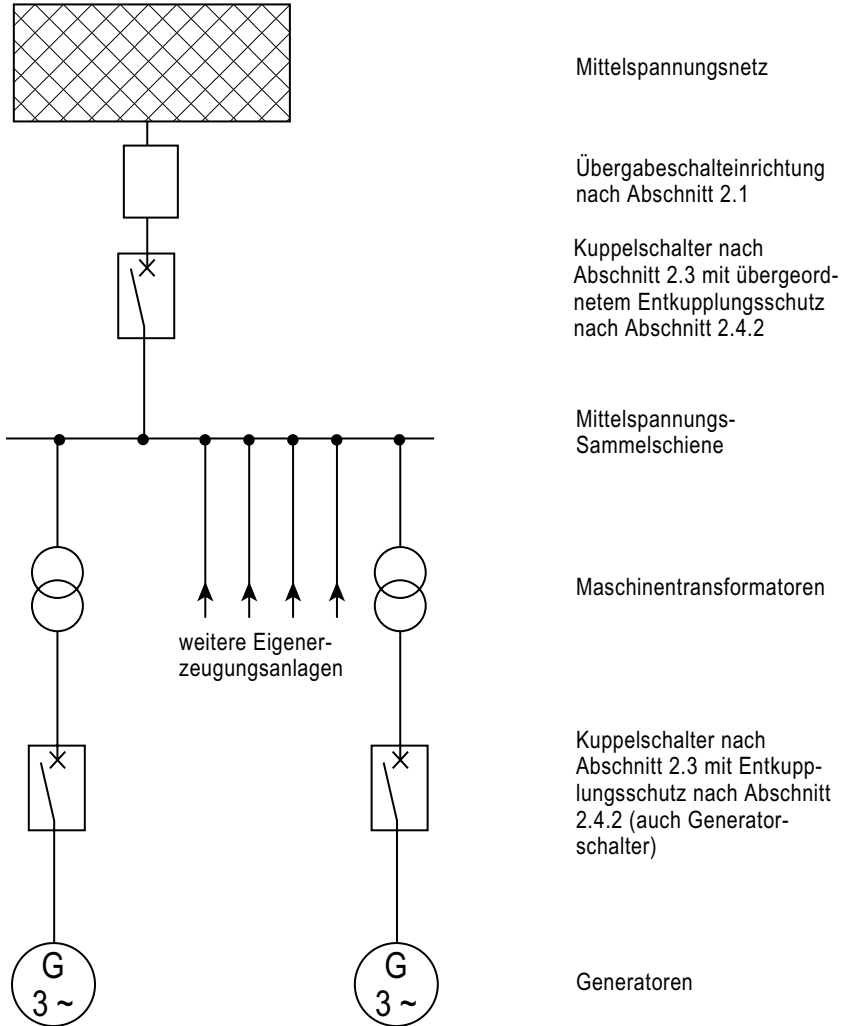 Mittelspannungsnetz
Übergabeschalteinrichtung
nach Abschnitt 2.1
Kuppelschalter nach
Abschnitt 2.3 mit übergeord-
netem Entkupplungsschutz
nach Abschnitt 2.4.2
Mittelspannungs-
Sammelschiene
Maschinentransformatoren
weitere Eigener-
zeugungsanlagen
Kuppelschalter nach
Abschnitt 2.3 mit Entkupp-
lungsschutz nach Abschnitt
2.4.2 (auch Generator-
schalter)
G
3 ~
G
3 ~
Generatoren